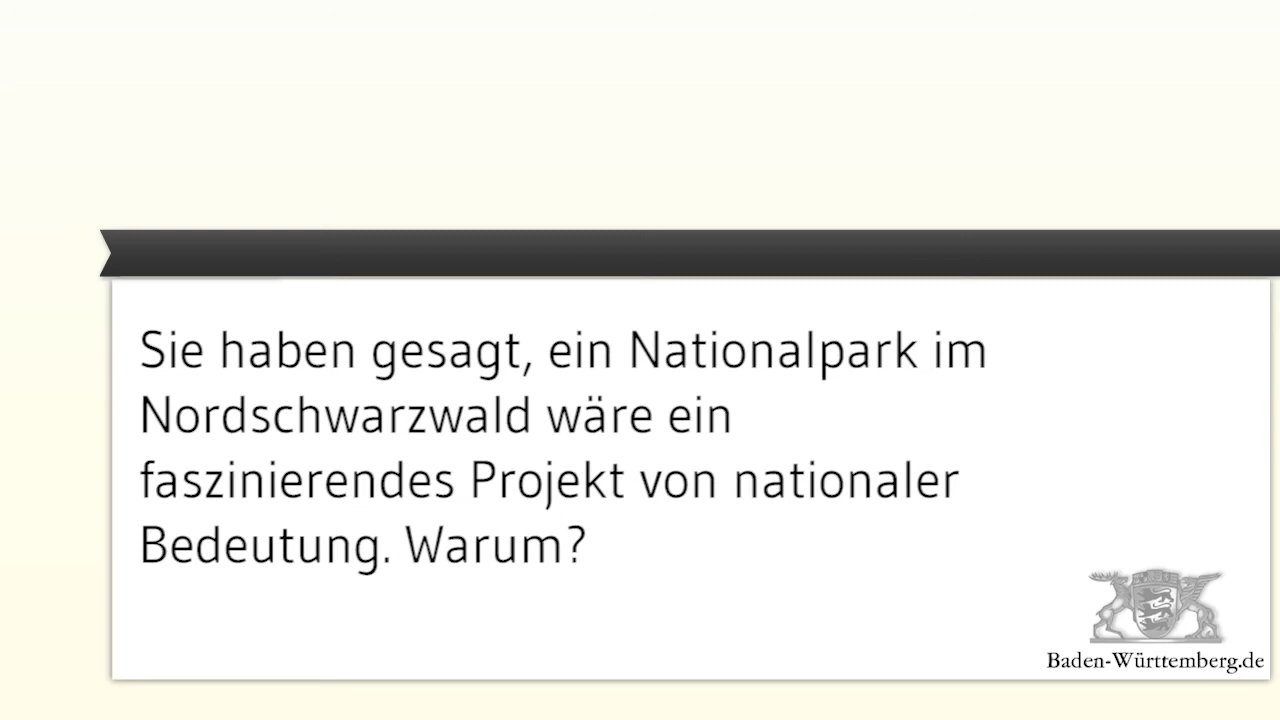 Sie haben gesagt, ein Nationalpark im
Nordschwarzwald wäre ein
faszinierendes Projekt von nationaler
Bedeutung. Warum?
Baden-Württemberg.de